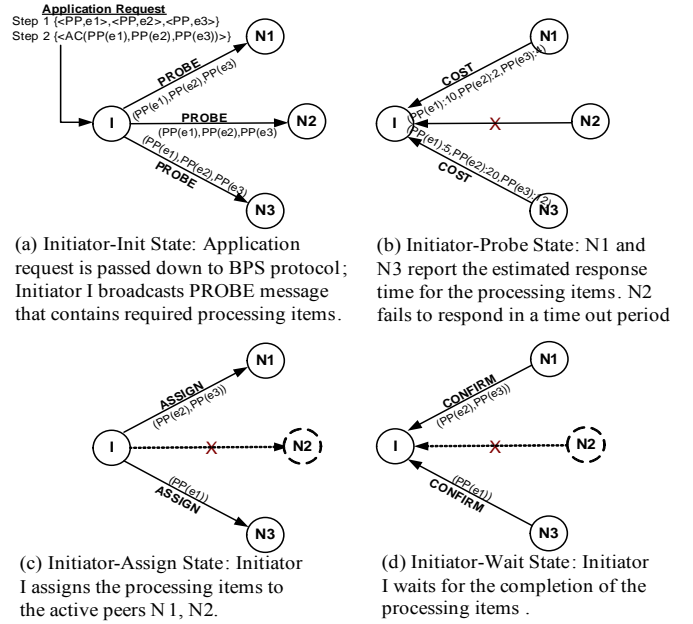 Application Request
Step 1 {<PP,e1>,<PP,e2>,<PP,e3>}
Step 2 {<AC(PP(e1),PP(e2),PP(e3))>}
N1
PROBE
(PP(e1),PP(e2),PP(e3)
I
PROBE
(PP(e1),PP(e2),PP(e3)
N2
(PP(e1),PP(e2),PP(e3)
PROBE
N3
(a) Initiator-Init State: Application
request is passed down to BPS protocol;
Initiator I broadcasts PROBE message
that contains required processing items.
N1
COST
(PP(e1):10,PP(e2):2,PP(e3):4)
I
X
N2
(PP(e1):5,PP(e2):20,PP(e3):12)
COST
N3
(b) Initiator-Probe State: N1 and
N3 report the estimated response
time for the processing items. N2
fails to respond in a time out period
N1
ASSIGN
(PP(e2),PP(e3))
I
X
N2
(PP(e1))
ASSIGN
N3
(c) Initiator-Assign State: Initiator
I assigns the processing items to
the active peers N1, N2.
N1
CONFIRM
(PP(e2),PP(e3))
I
X
N2
(PP(e1))
CONFIRM
N3
(d) Initiator-Wait State: Initiator
I waits for the completion of the
processing items .